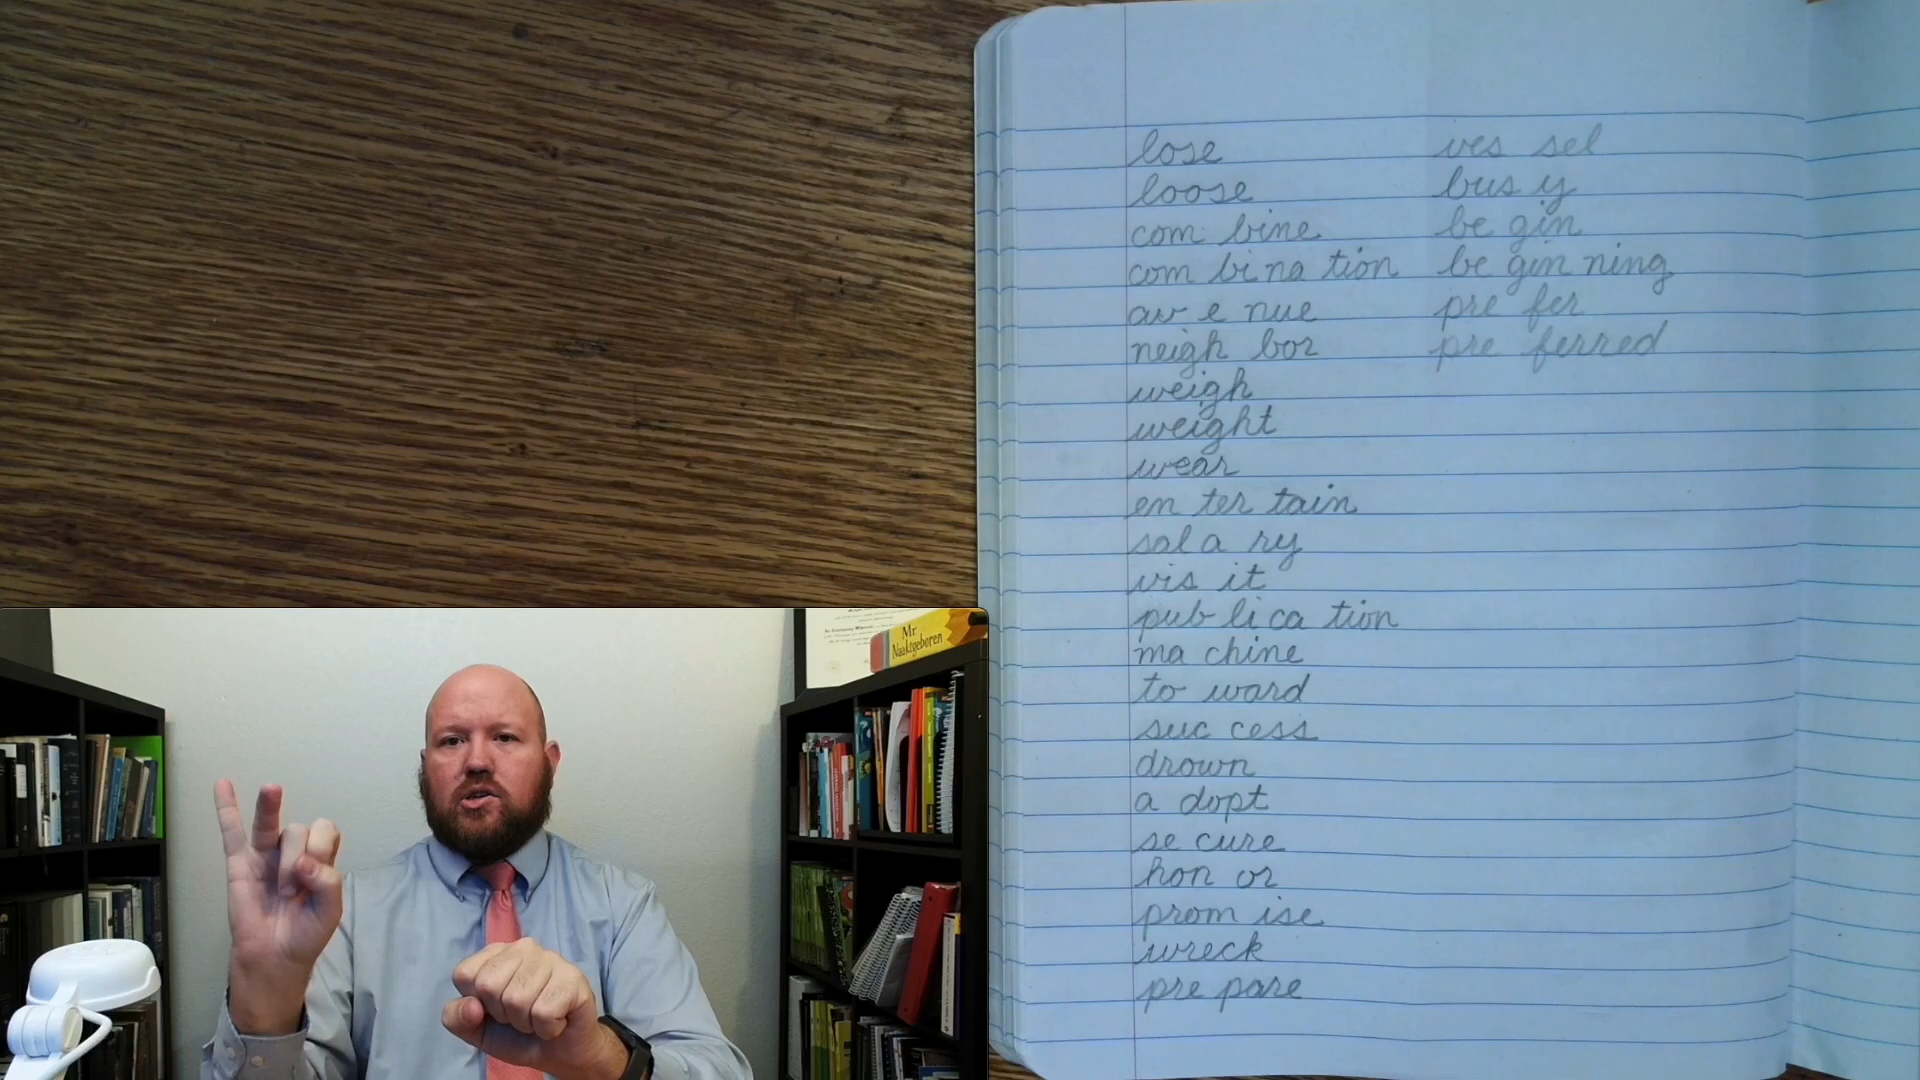 lose
loose
com bine
com bi na tion
av e nue
neigh bor
weigh
weight
wear
en ter tain
sal a ry
vis it
pub li ca tion
ma chine
to ward
suc cess
drown
a dopt
se cure
hon or
prom ise
wreck
pre pare
ves sel
bus y
be gin
be gin ning
pre fer
pre ferred
Mr
Naaktgeboren